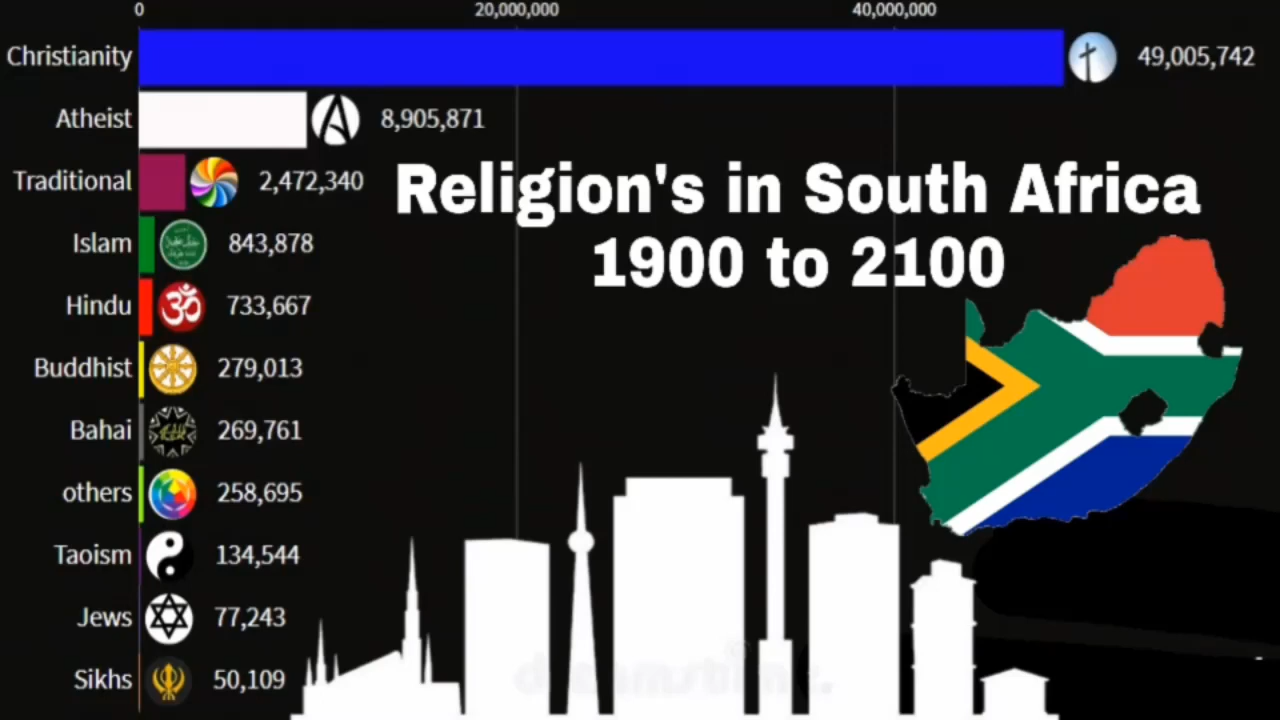 0 20,000,000 40,000,000
Christianity 49,005,742
Atheist 8,905,871
Traditional 2,472,340
Religion's in South Africa
1900 to 2100
Islam 843,878
Hindu 733,667
Buddhist 279,013
Bahai 269,761
others 258,695
Taoism 134,544
Jews 77,243
Sikhs 50,109